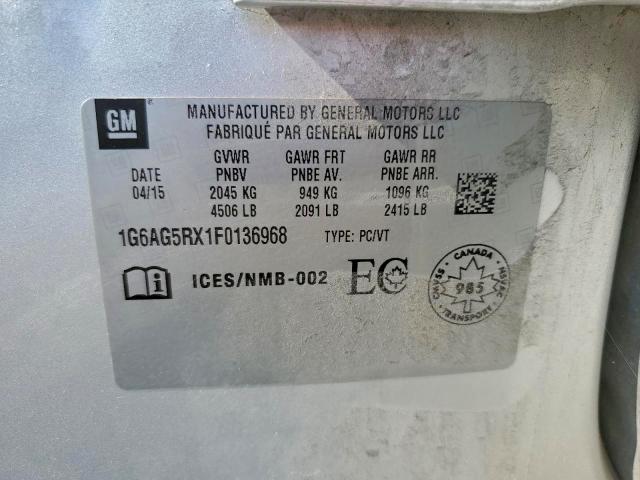 GM
MANUFACTURED BY GENERAL MOTORS LLC
FABRIQUÉ PAR GENERAL MOTORS LLC
DATE
04/15
GVWR
PNBV
2045 KG
4506 LB
GAWR FRT
PNBE AV.
949 KG
2091 LB
GAWR RR
PNBE ARR.
1096 KG
2415 LB
1G6AG5RX1F0136968 TYPE: PC/VT
i ICES/NMB-002 EC
CANADA
CMVSS 985 NSVAC
TRANSPORT